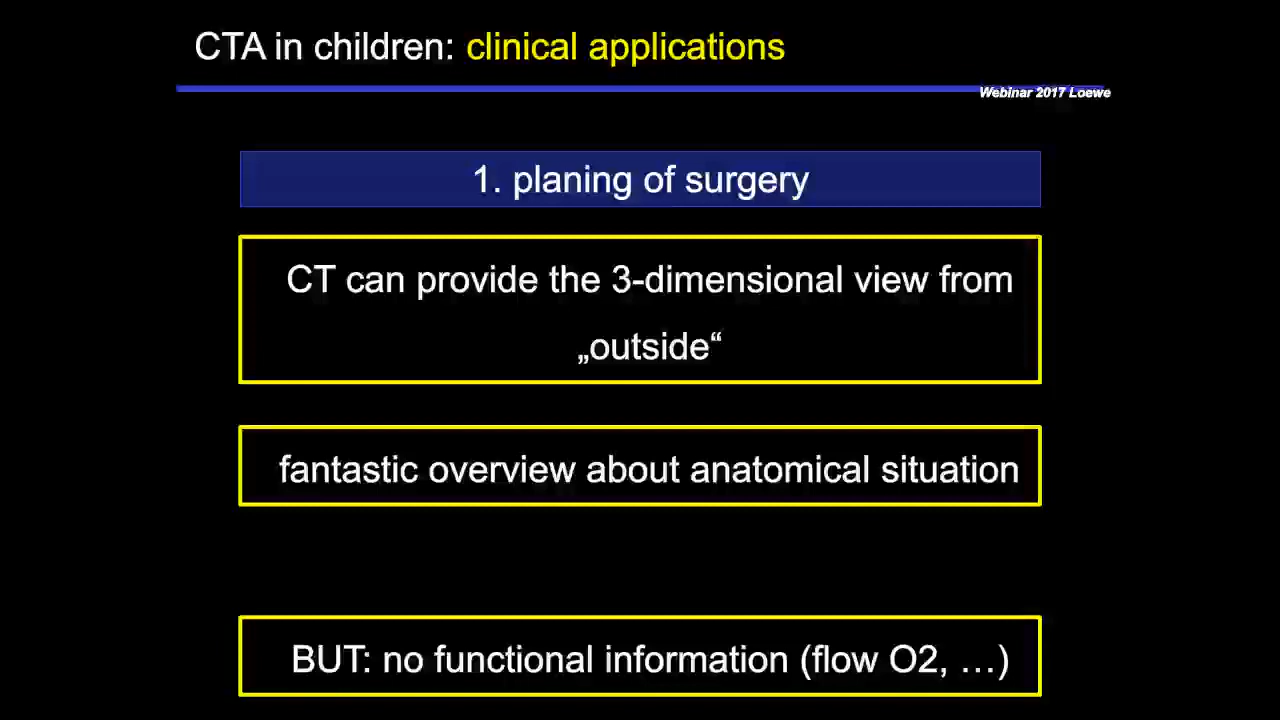 CTA in children: clinical applications
Webinar 2017 Loewe
1. planing of surgery
CT can provide the 3-dimensional view from
„outside“
fantastic overview about anatomical situation
BUT: no functional information (flow O2, …)